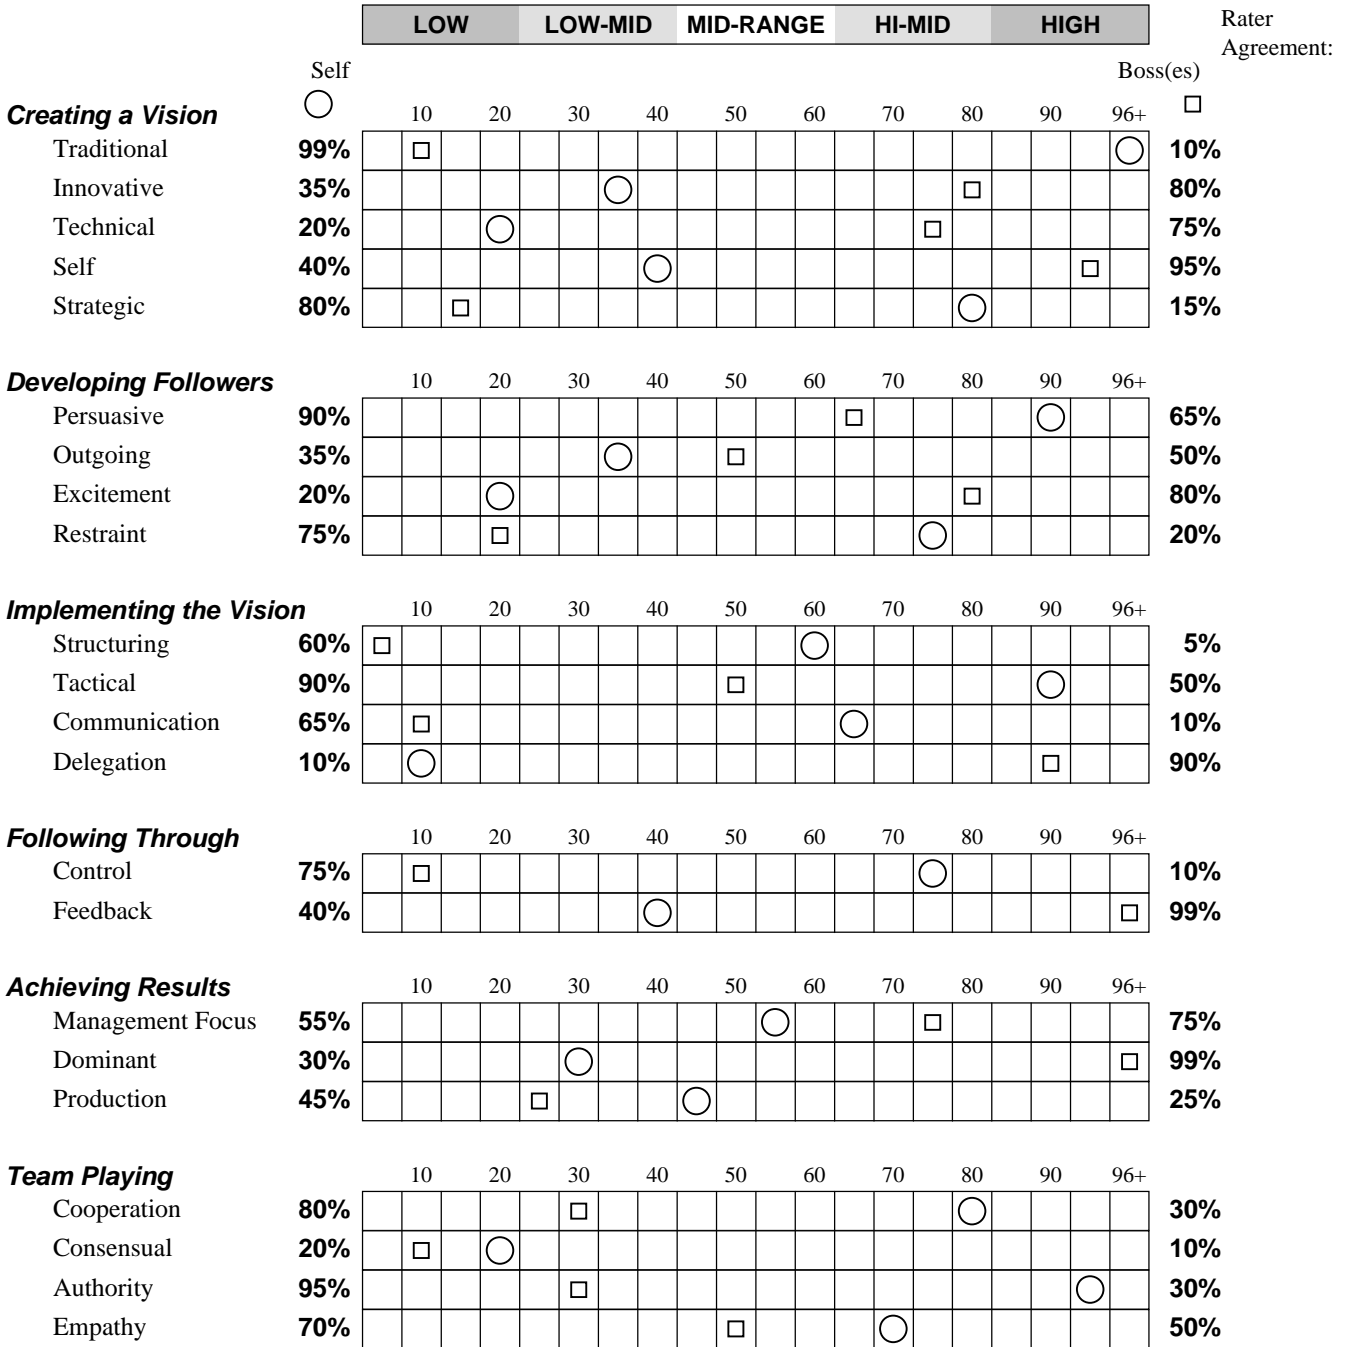 LOW LOW-MID MID-RANGE HI-MID HIGH Rater
Agreement:
Self Boss(es)
Creating a Vision 10 20 30 40 50 60 70 80 90 96+
Traditional 99% 10%
Innovative 35% 80%
Technical 20% 75%
Self 40% 95%
Strategic 80% 15%
Developing Followers 10 20 30 40 50 60 70 80 90 96+
Persuasive 90% 65%
Outgoing 35% 50%
Excitement 20% 80%
Restraint 75% 20%
Implementing the Vision 10 20 30 40 50 60 70 80 90 96+
Structuring 60% 5%
Tactical 90% 50%
Communication 65% 10%
Delegation 10% 90%
Following Through 10 20 30 40 50 60 70 80 90 96+
Control 75% 10%
Feedback 40% 99%
Achieving Results 10 20 30 40 50 60 70 80 90 96+
Management Focus 55% 75%
Dominant 30% 99%
Production 45% 25%
Team Playing 10 20 30 40 50 60 70 80 90 96+
Cooperation 80% 30%
Consensual 20% 10%
Authority 95% 30%
Empathy 70% 50%